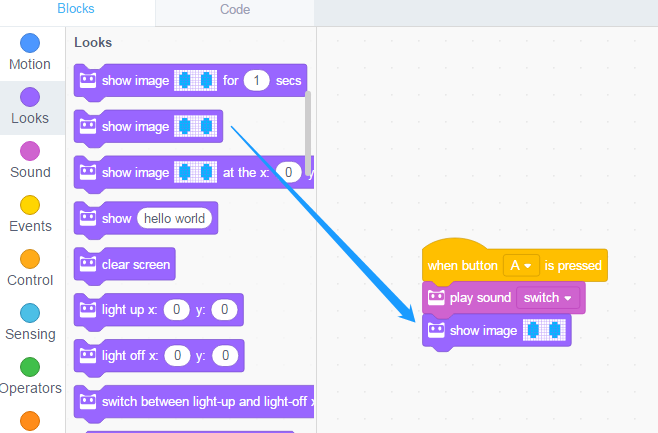 Blocks
Code
Motion
Looks
Sound
Events
Control
Sensing
Operators
Looks
show image for 1 secs
show image
show image at the x: 0 y
show hello world
clear screen
light up x: 0 y: 0
light off x: 0 y: 0
switch between light-up and light-off x
when button A is pressed
play sound switch
show image